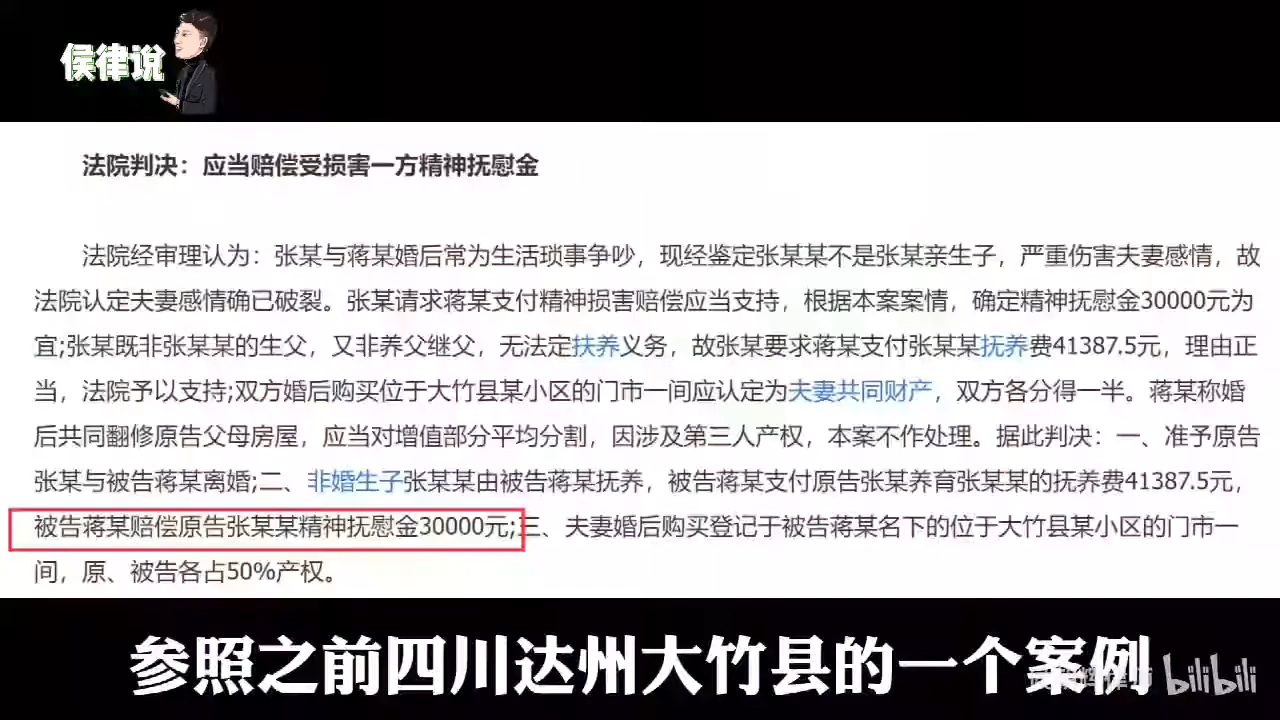 侯律说
法院判决：应当赔偿受损害一方精神抚慰金
法院经审理认为：张某与蒋某婚后常为生活琐事争吵，现经鉴定张某某不是张某亲生子，严重伤害夫妻感情，故
法院认定夫妻感情确已破裂。张某请求蒋某支付精神损害赔偿应当支持，根据本案案情，确定精神抚慰金30000元为
宜;张某既非张某某的生父，又非养父继父，无法定扶养义务，故张某要求蒋某支付张某某抚养费41387.5元，理由正
当，法院予以支持;双方婚后购买位于大竹县某小区的门市一间应认定为夫妻共同财产，双方各分得一半。蒋某称婚
后共同翻修原告父母房屋，应当对增值部分平均分割，因涉及第三人产权，本案不作处理。据此判决：一、准予原告
张某与被告蒋某离婚;二、非婚生子张某某由被告蒋某抚养，被告蒋某支付原告张某养育张某某的抚养费41387.5元，
被告蒋某赔偿原告张某某精神抚慰金30000元;三、夫妻婚后购买登记于被告蒋某名下的位于大竹县某小区的门市一
间，原、被告各占50%产权。
参照之前四川达州大竹县的一个案例
bilibili